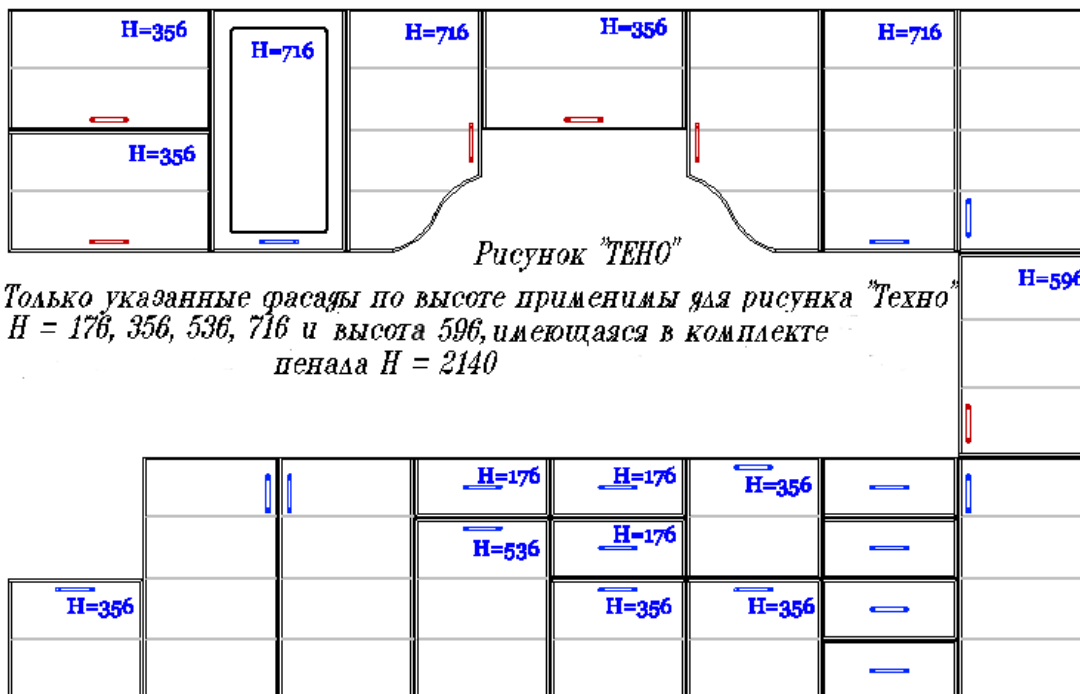 H=356
H=716
H=716
H=356
H=716
H=356
Рисунок "ТЕНО"
H=596
Только указанные фасады по высоте применимы для рисунка "Техно"
H = 176, 356, 536, 716 и высота 596, имеющаяся в комплекте
пенала H = 2140
H=176
H=176
H=356
H=536
H=176
H=356
H=356
H=356